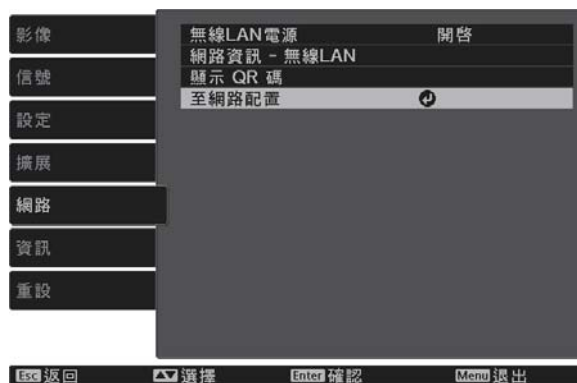 影像
信號
設定
擴展
網路
資訊
重設
無線LAN電源 開啓
網路資訊 - 無線LAN
顯示 QR 碼
至網路配置
Esc 返回 選擇 Enter 確認 Menu 退出